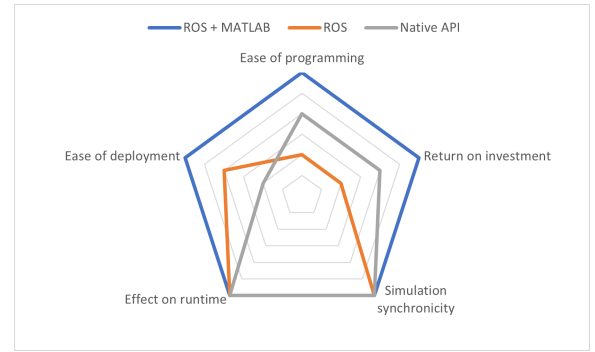 ROS + MATLAB ROS Native API
Ease of programming
Ease of deployment Return on investment
Effect on runtime Simulation
synchronicity